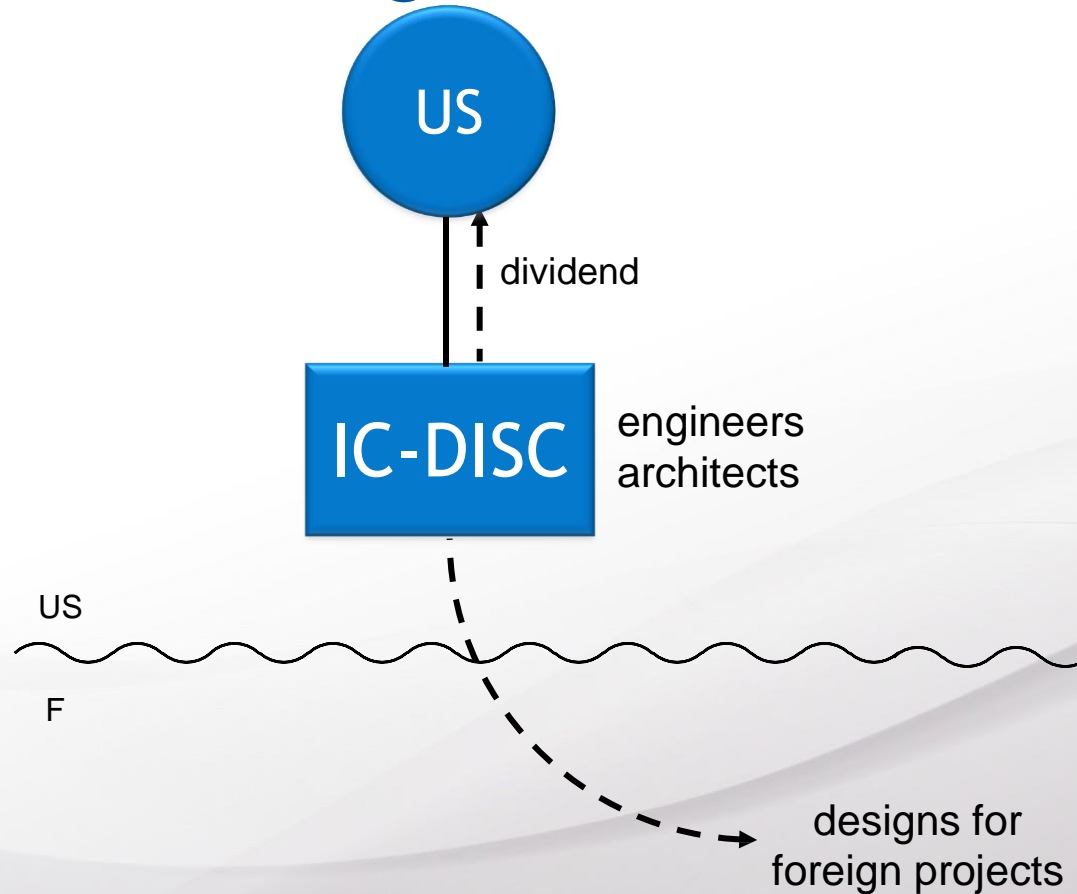 US
dividend
IC-DISC
engineers
architects
US
F
designs for
foreign projects